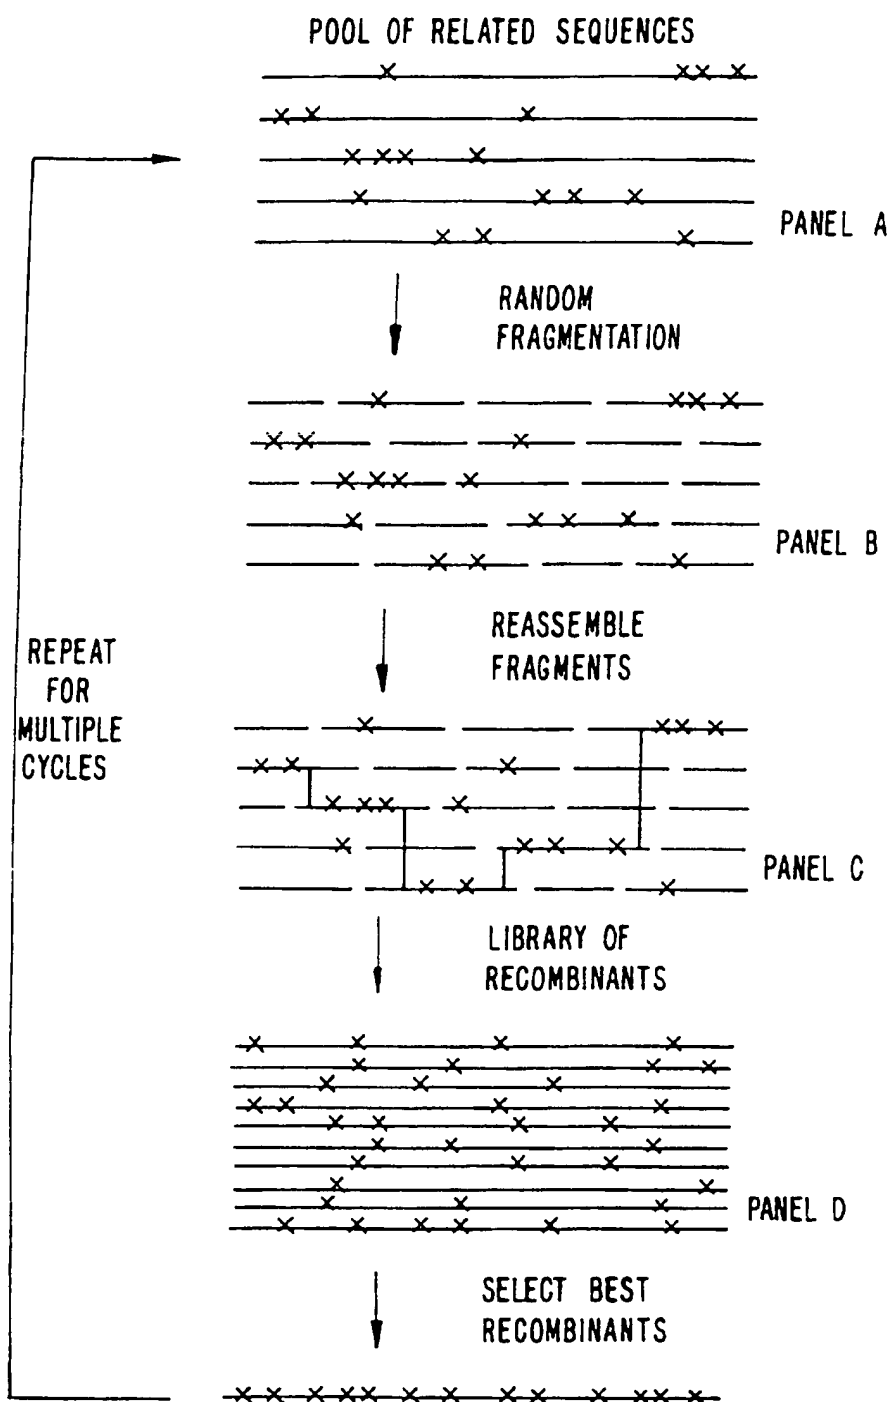 POOL OF RELATED SEQUENCES
PANEL A
RANDOM
FRAGMENTATION
PANEL B
REASSEMBLE
FRAGMENTS
REPEAT
FOR
MULTIPLE
CYCLES
PANEL C
LIBRARY OF
RECOMBINANTS
PANEL D
SELECT BEST
RECOMBINANTS